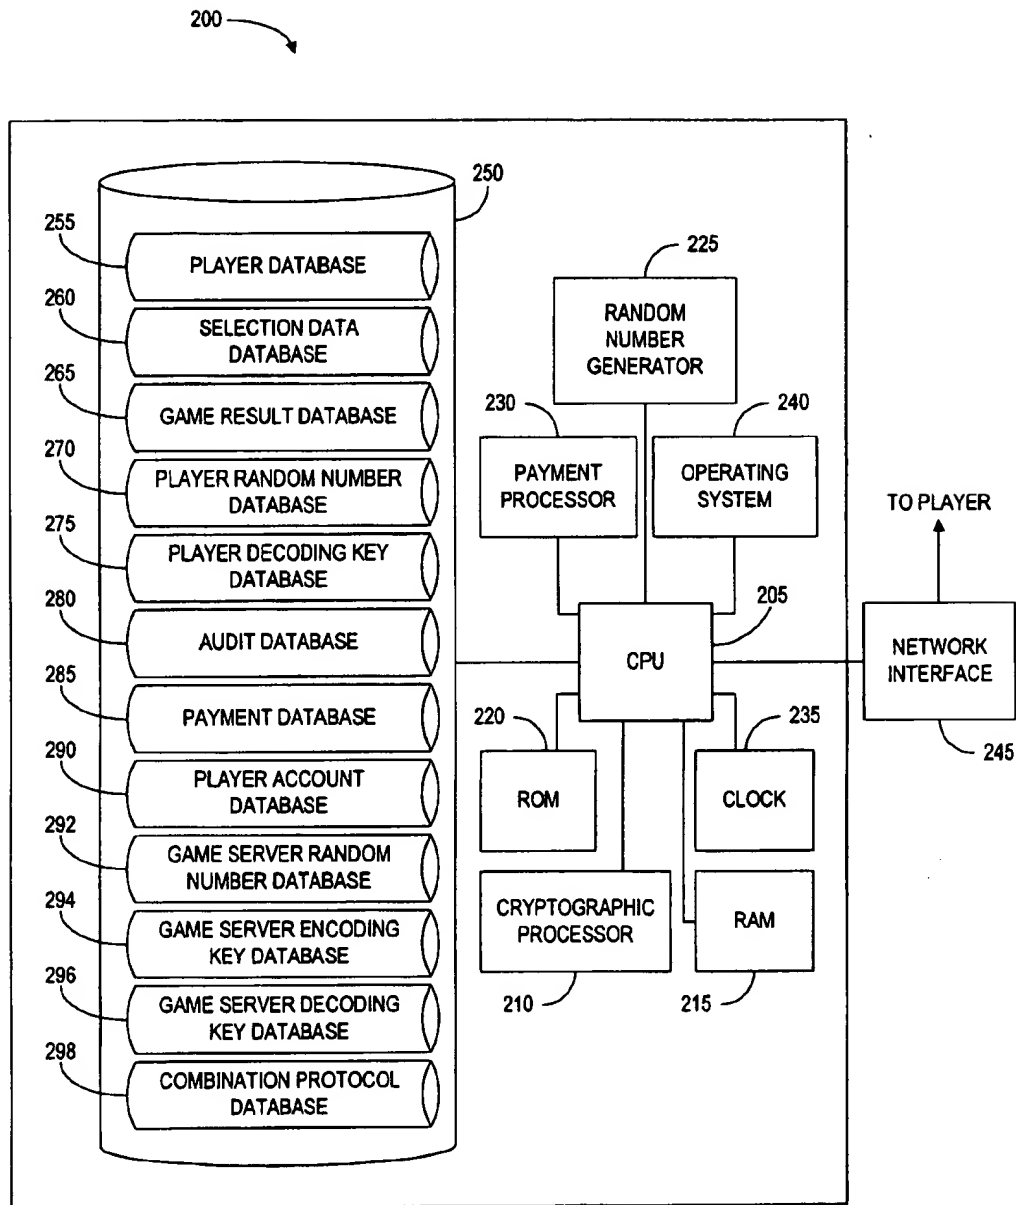 200
250
255
PLAYER DATABASE
260
SELECTION DATA
DATABASE
265
GAME RESULT DATABASE
270
PLAYER RANDOM NUMBER
DATABASE
275
PLAYER DECODING KEY
DATABASE
280
AUDIT DATABASE
285
PAYMENT DATABASE
290
PLAYER ACCOUNT
DATABASE
292
GAME SERVER RANDOM
NUMBER DATABASE
294
GAME SERVER ENCODING
KEY DATABASE
296
GAME SERVER DECODING
KEY DATABASE
298
COMBINATION PROTOCOL
DATABASE
225
RANDOM
NUMBER
GENERATOR
230
PAYMENT
PROCESSOR
240
OPERATING
SYSTEM
205
CPU
220
ROM
235
CLOCK
CRYPTOGRAPHIC
PROCESSOR
210
RAM
215
TO PLAYER
NETWORK
INTERFACE
245